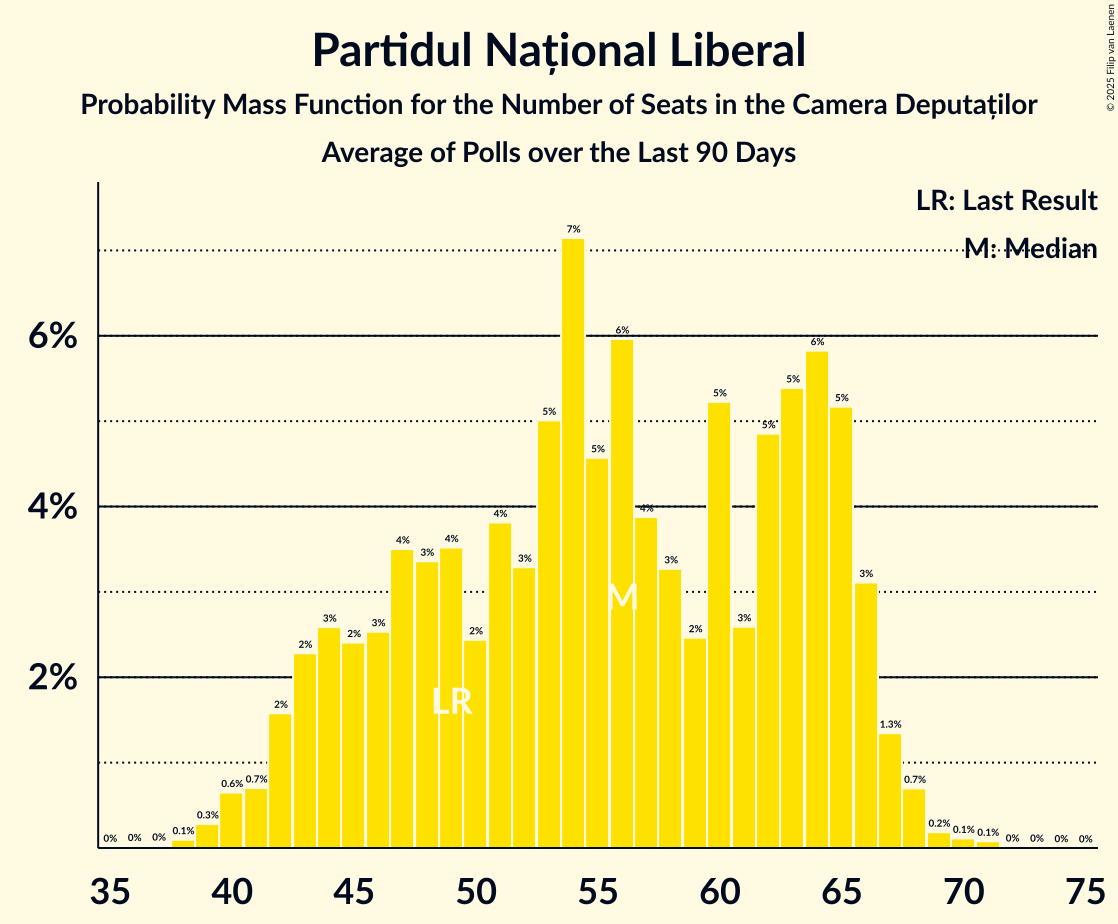 Partidul Național Liberal
Probability Mass Function for the Number of Seats in the Camera Deputaților
Average of Polls over the Last 90 Days
© 2025 Filip van Laenen
LR: Last Result
M: Median
6%
4%
2%
0% 0% 0% 0.1% 0.3% 0.6% 0.7% 2% 2% 3% 2% 3% 4% 3% 4% 2% 4% 3% 5% 7% 5% 6% 4% 3% 2% 5% 3% 5% 5% 6% 5% 3% 1.3% 0.7% 0.2% 0.1% 0.1% 0% 0% 0% 0%
M
LR
35 40 45 50 55 60 65 70 75